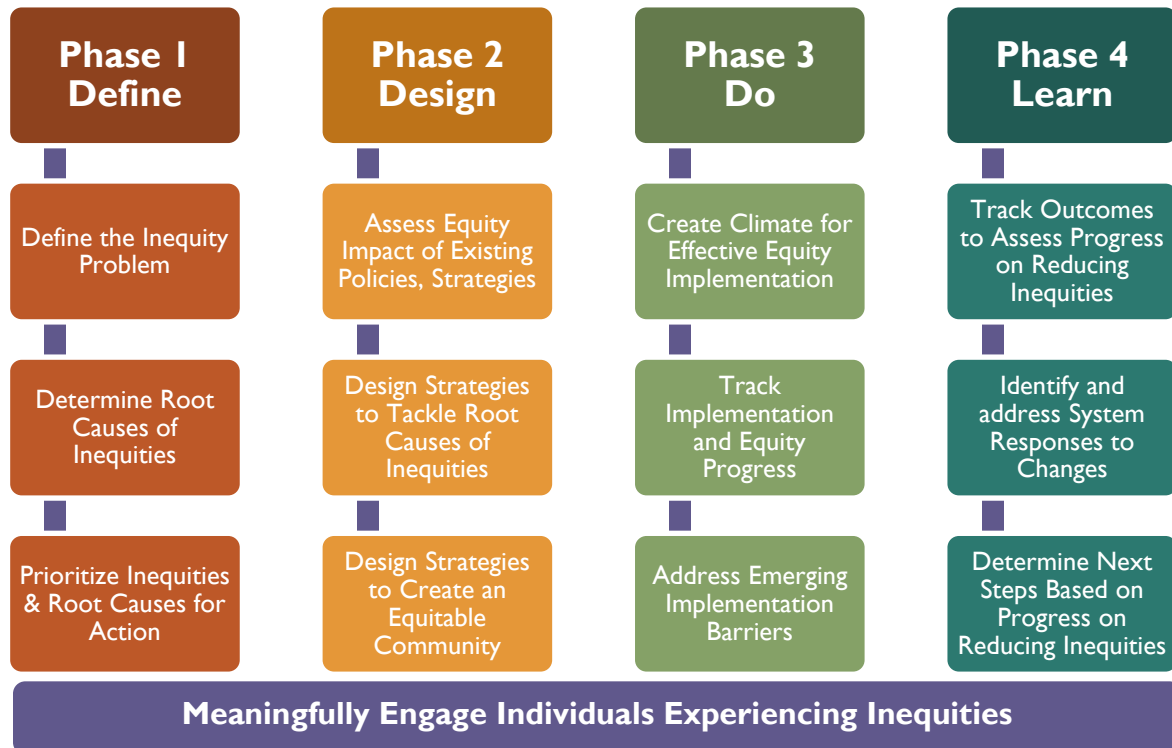 Phase 1
Define
Define the Inequity
Problem
Determine Root
Causes of
Inequities
Prioritize Inequities
& Root Causes for
Action
Phase 2
Design
Assess Equity
Impact of Existing
Policies, Strategies
Design Strategies
to Tackle Root
Causes of
Inequities
Design Strategies
to Create an
Equitable
Community
Phase 3
Do
Create Climate for
Effective Equity
Implementation
Track
Implementation
and Equity
Progress
Address Emerging
Implementation
Barriers
Phase 4
Learn
Track Outcomes
to Assess Progress
on Reducing
Inequities
Identify and
address System
Responses to
Changes
Determine Next
Steps Based on
Progress on
Reducing Inequities
Meaningfully Engage Individuals Experiencing Inequities